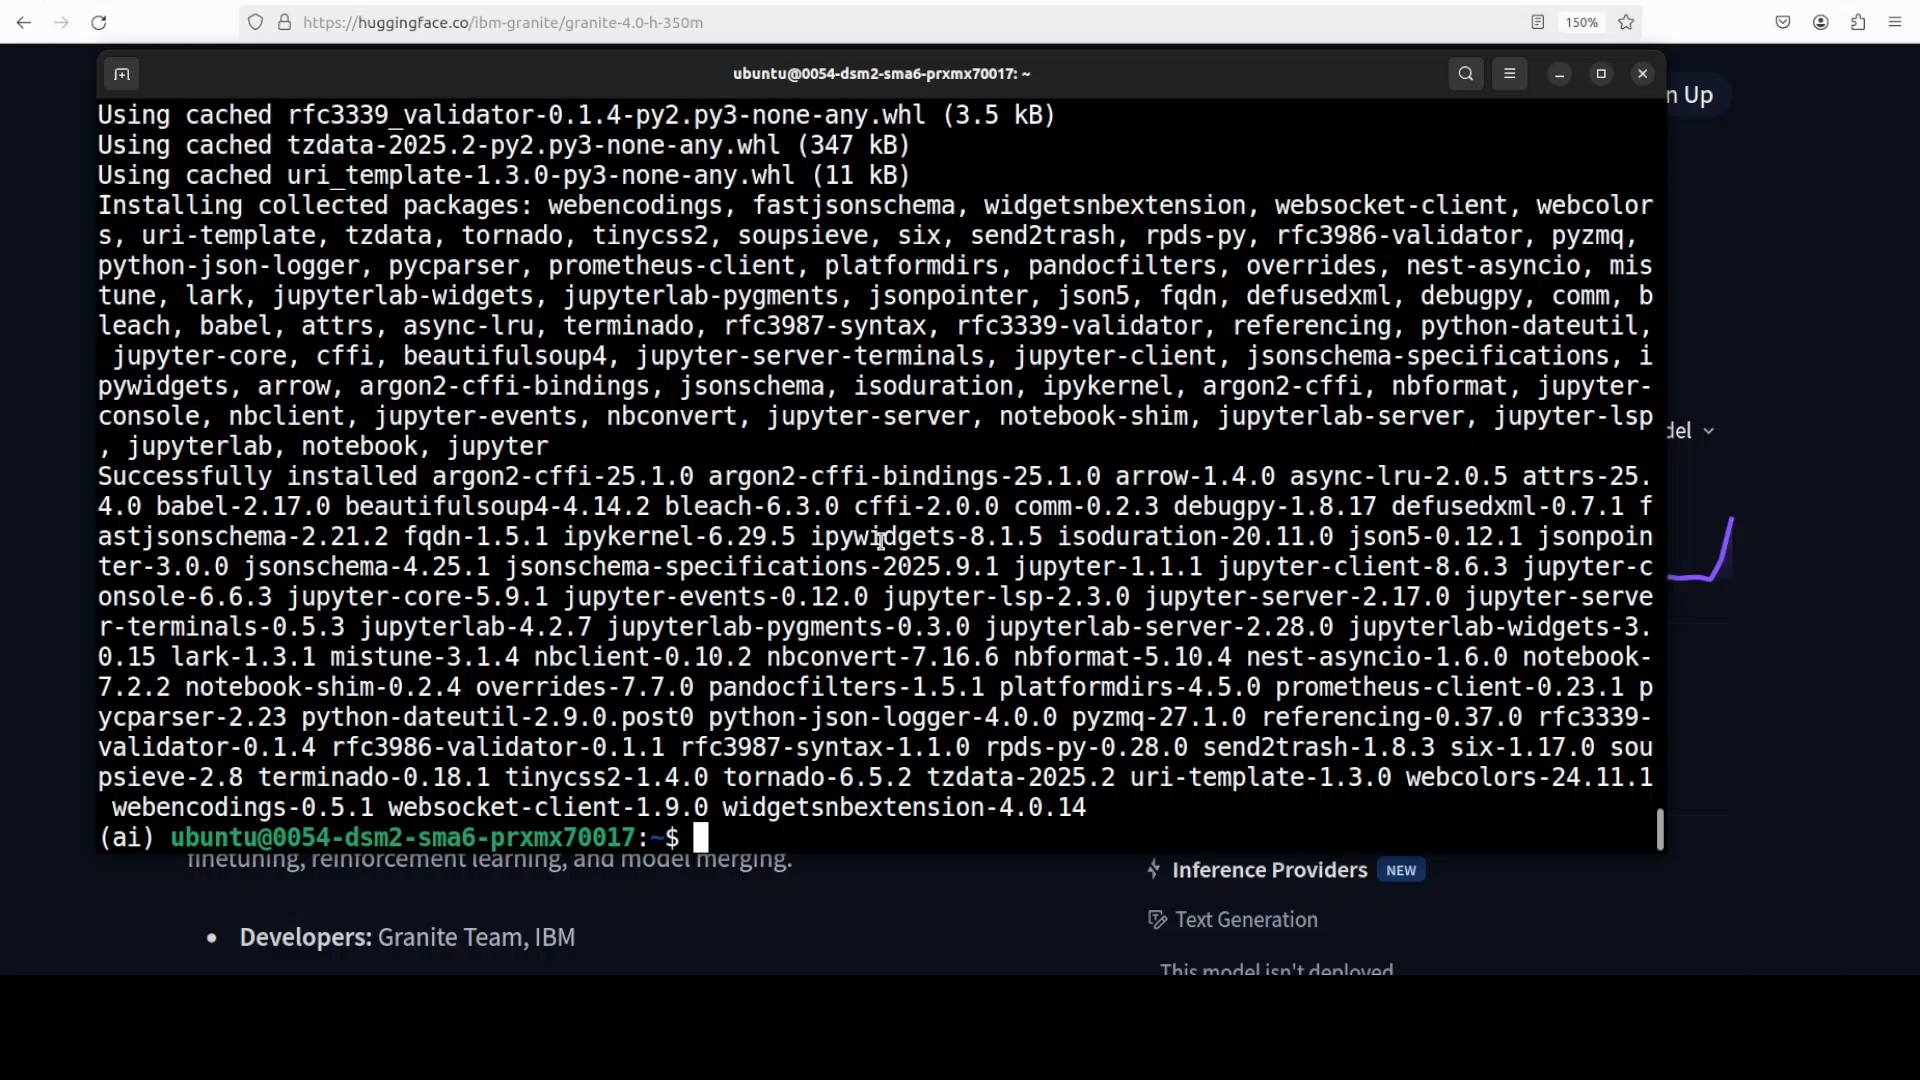 https://huggingface.co/ibm-granite/granite-4.0-h-350m
150%
ubuntu@0054-dsm2-sma6-prxmx70017: ~
n Up
Using cached rfc3339_validator-0.1.4-py2.py3-none-any.whl (3.5 kB)
Using cached tzdata-2025.2-py2.py3-none-any.whl (347 kB)
Using cached uri_template-1.3.0-py3-none-any.whl (11 kB)
Installing collected packages: webencodings, fastjsonschema, widgetsnbextension, websocket-client, webcolor
s, uri-template, tzdata, tornado, tinycss2, soupsieve, six, send2trash, rpds-py, rfc3986-validator, pyzmq,
python-json-logger, pycparser, prometheus-client, platformdirs, pandocfilters, overrides, nest-asyncio, mis
tune, lark, jupyterlab-widgets, jupyterlab-pygments, jsonpointer, json5, fqdn, defusedxml, debugpy, comm, b
leach, babel, attrs, async-lru, terminado, rfc3987-syntax, rfc3339-validator, referencing, python-dateutil,
jupyter-core, cffi, beautifulsoup4, jupyter-server-terminals, jupyter-client, jsonschema-specifications, i
pywidgets, arrow, argon2-cffi-bindings, jsonschema, isoduration, ipykernel, argon2-cffi, nbformat, jupyter-
console, nbclient, jupyter-events, nbconvert, jupyter-server, notebook-shim, jupyterlab-server, jupyter-lsp
, jupyterlab, notebook, jupyter
del
Successfully installed argon2-cffi-25.1.0 argon2-cffi-bindings-25.1.0 arrow-1.4.0 async-lru-2.0.5 attrs-25.
4.0 babel-2.17.0 beautifulsoup4-4.14.2 bleach-6.3.0 cffi-2.0.0 comm-0.2.3 debugpy-1.8.17 defusedxml-0.7.1 f
astjsonschema-2.21.2 fqdn-1.5.1 ipykernel-6.29.5 ipywidgets-8.1.5 isoduration-20.11.0 json5-0.12.1 jsonpoin
ter-3.0.0 jsonschema-4.25.1 jsonschema-specifications-2025.9.1 jupyter-1.1.1 jupyter-client-8.6.3 jupyter-c
onsole-6.6.3 jupyter-core-5.9.1 jupyter-events-0.12.0 jupyter-lsp-2.3.0 jupyter-server-2.17.0 jupyter-serve
r-terminals-0.5.3 jupyterlab-4.2.7 jupyterlab-pygments-0.3.0 jupyterlab-server-2.28.0 jupyterlab-widgets-3.
0.15 lark-1.3.1 mistune-3.1.4 nbclient-0.10.2 nbconvert-7.16.6 nbformat-5.10.4 nest-asyncio-1.6.0 notebook-
7.2.2 notebook-shim-0.2.4 overrides-7.7.0 pandocfilters-1.5.1 platformdirs-4.5.0 prometheus-client-0.23.1 p
ycparser-2.23 python-dateutil-2.9.0.post0 python-json-logger-4.0.0 pyzmq-27.1.0 referencing-0.37.0 rfc3339-
validator-0.1.4 rfc3986-validator-0.1.1 rfc3987-syntax-1.1.0 rpds-py-0.28.0 send2trash-1.8.3 six-1.17.0 sou
psieve-2.8 terminado-0.18.1 tinycss2-1.4.0 tornado-6.5.2 tzdata-2025.2 uri-template-1.3.0 webcolors-24.11.1
webencodings-0.5.1 websocket-client-1.9.0 widgetsnbextension-4.0.14
(ai) ubuntu@0054-dsm2-sma6-prxmx70017:~$
finetuning, reinforcement learning, and model merging.
Developers: Granite Team, IBM
Inference Providers NEW
Text Generation
This model isn't deployed